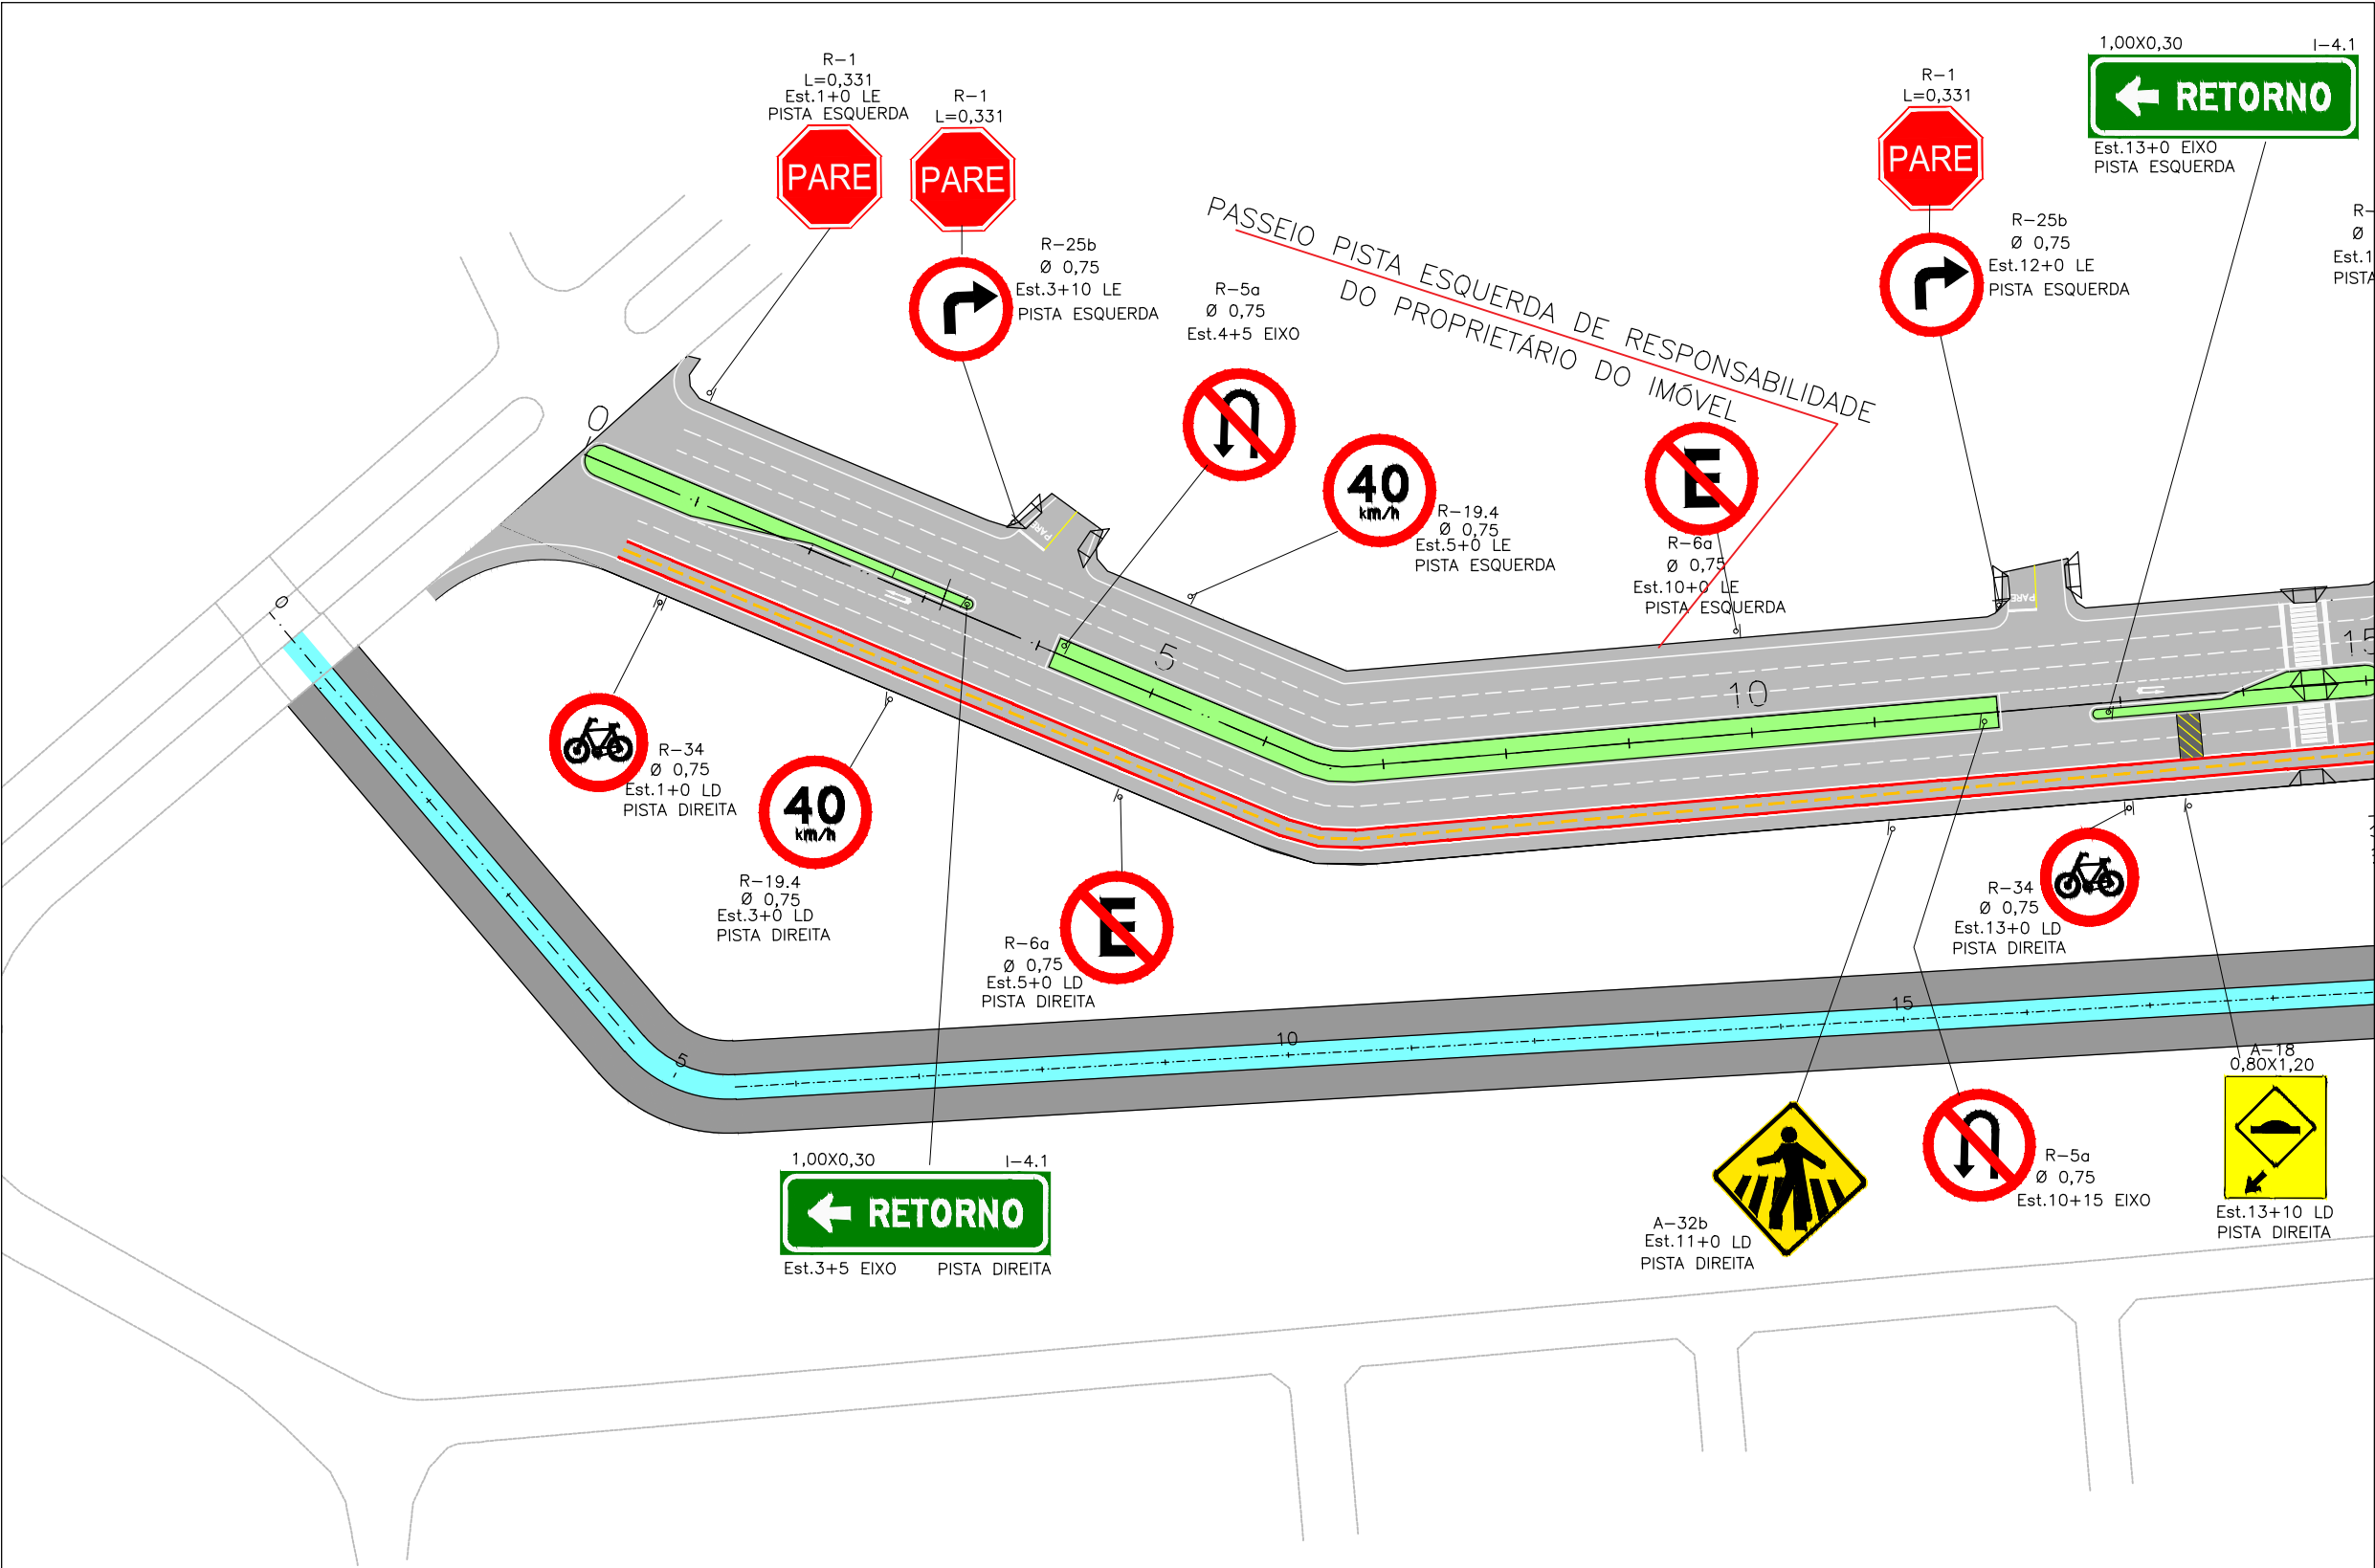 R-1
L=0,331
Est.1+0 LE
PISTA ESQUERDA
PARE
R-1
L=0,331
PARE
R-25b
Ø 0,75
Est.3+10 LE
PISTA ESQUERDA
R-5a
Ø 0,75
Est.4+5 EIXO
PASSEIO PISTA ESQUERDA DE RESPONSABILIDADE
DO PROPRIETÁRIO DO IMÓVEL
40
km/h
R-19.4
Ø 0,75
Est.5+0 LE
PISTA ESQUERDA
E
R-6a
Ø 0,75
Est.10+0 LE
PISTA ESQUERDA
R-1
L=0,331
PARE
R-25b
Ø 0,75
Est.12+0 LE
PISTA ESQUERDA
1,00X0,30 I-4.1
RETORNO
Est.13+0 EIXO
PISTA ESQUERDA
R-
Ø
Est.1
PISTA
0
PARE
5
10
PARE
15
0
R-34
Ø 0,75
Est.1+0 LD
PISTA DIREITA
40
km/h
R-19.4
Ø 0,75
Est.3+0 LD
PISTA DIREITA
E
R-6a
Ø 0,75
Est.5+0 LD
PISTA DIREITA
R-34
Ø 0,75
Est.13+0 LD
PISTA DIREITA
5
10
15
1,00X0,30 I-4.1
RETORNO
Est.3+5 EIXO PISTA DIREITA
A-32b
Est.11+0 LD
PISTA DIREITA
R-5a
Ø 0,75
Est.10+15 EIXO
A-18
0,80X1,20
Est.13+10 LD
PISTA DIREITA